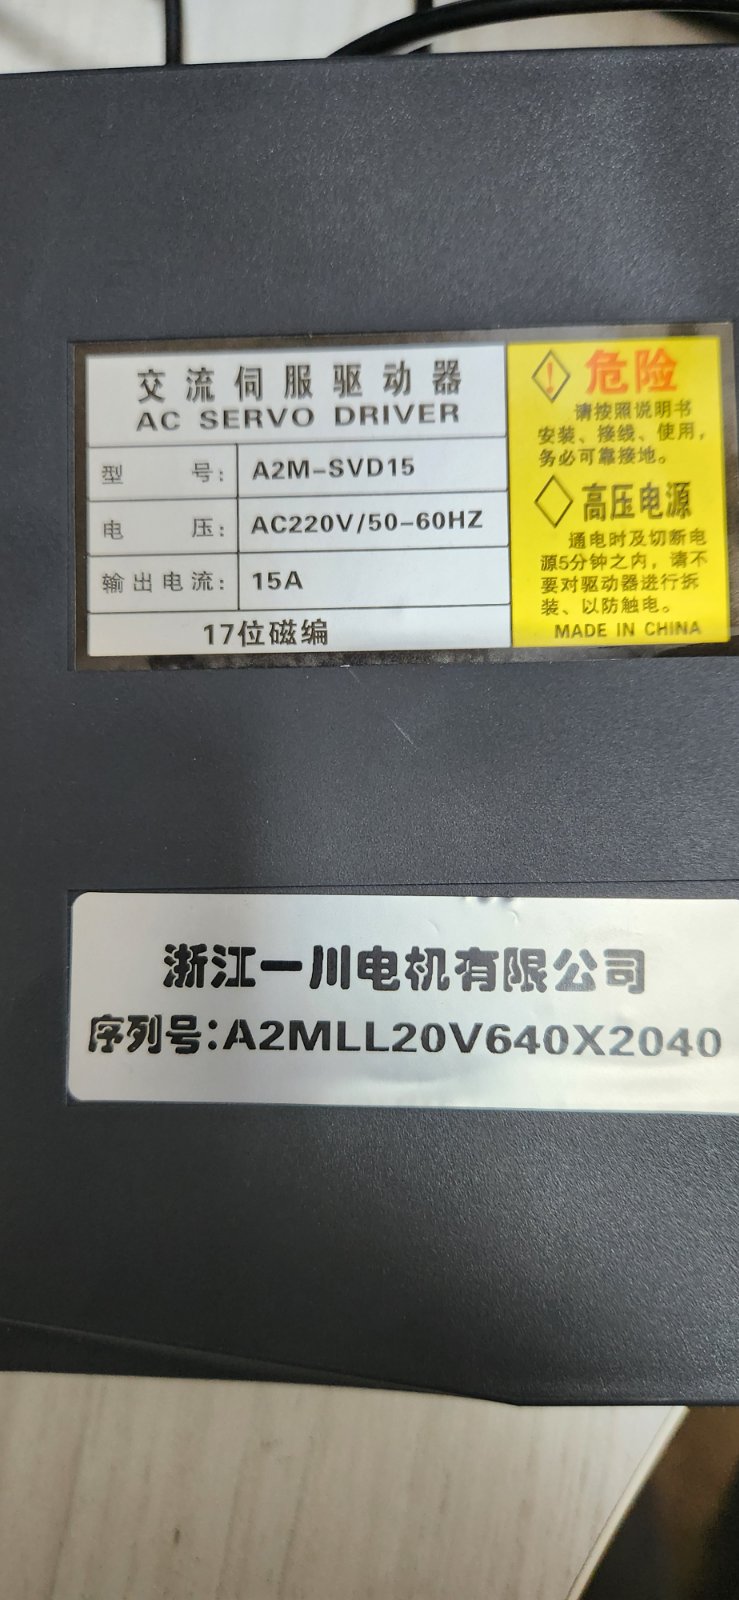 交流伺服驱动器
AC SERVO DRIVER
型 号: A2M-SVD15
电 压: AC220V/50-60HZ
输出电流: 15A
17位磁编
! 危险
请按照说明书
安装、接线、使用,
务必可靠接地。
高压电源
通电时及切断电
源5分钟之内，请不
要对驱动器进行拆
装、以防触电。
MADE IN CHINA
浙江一川电机有限公司
序列号:A2MLL20V640X2040